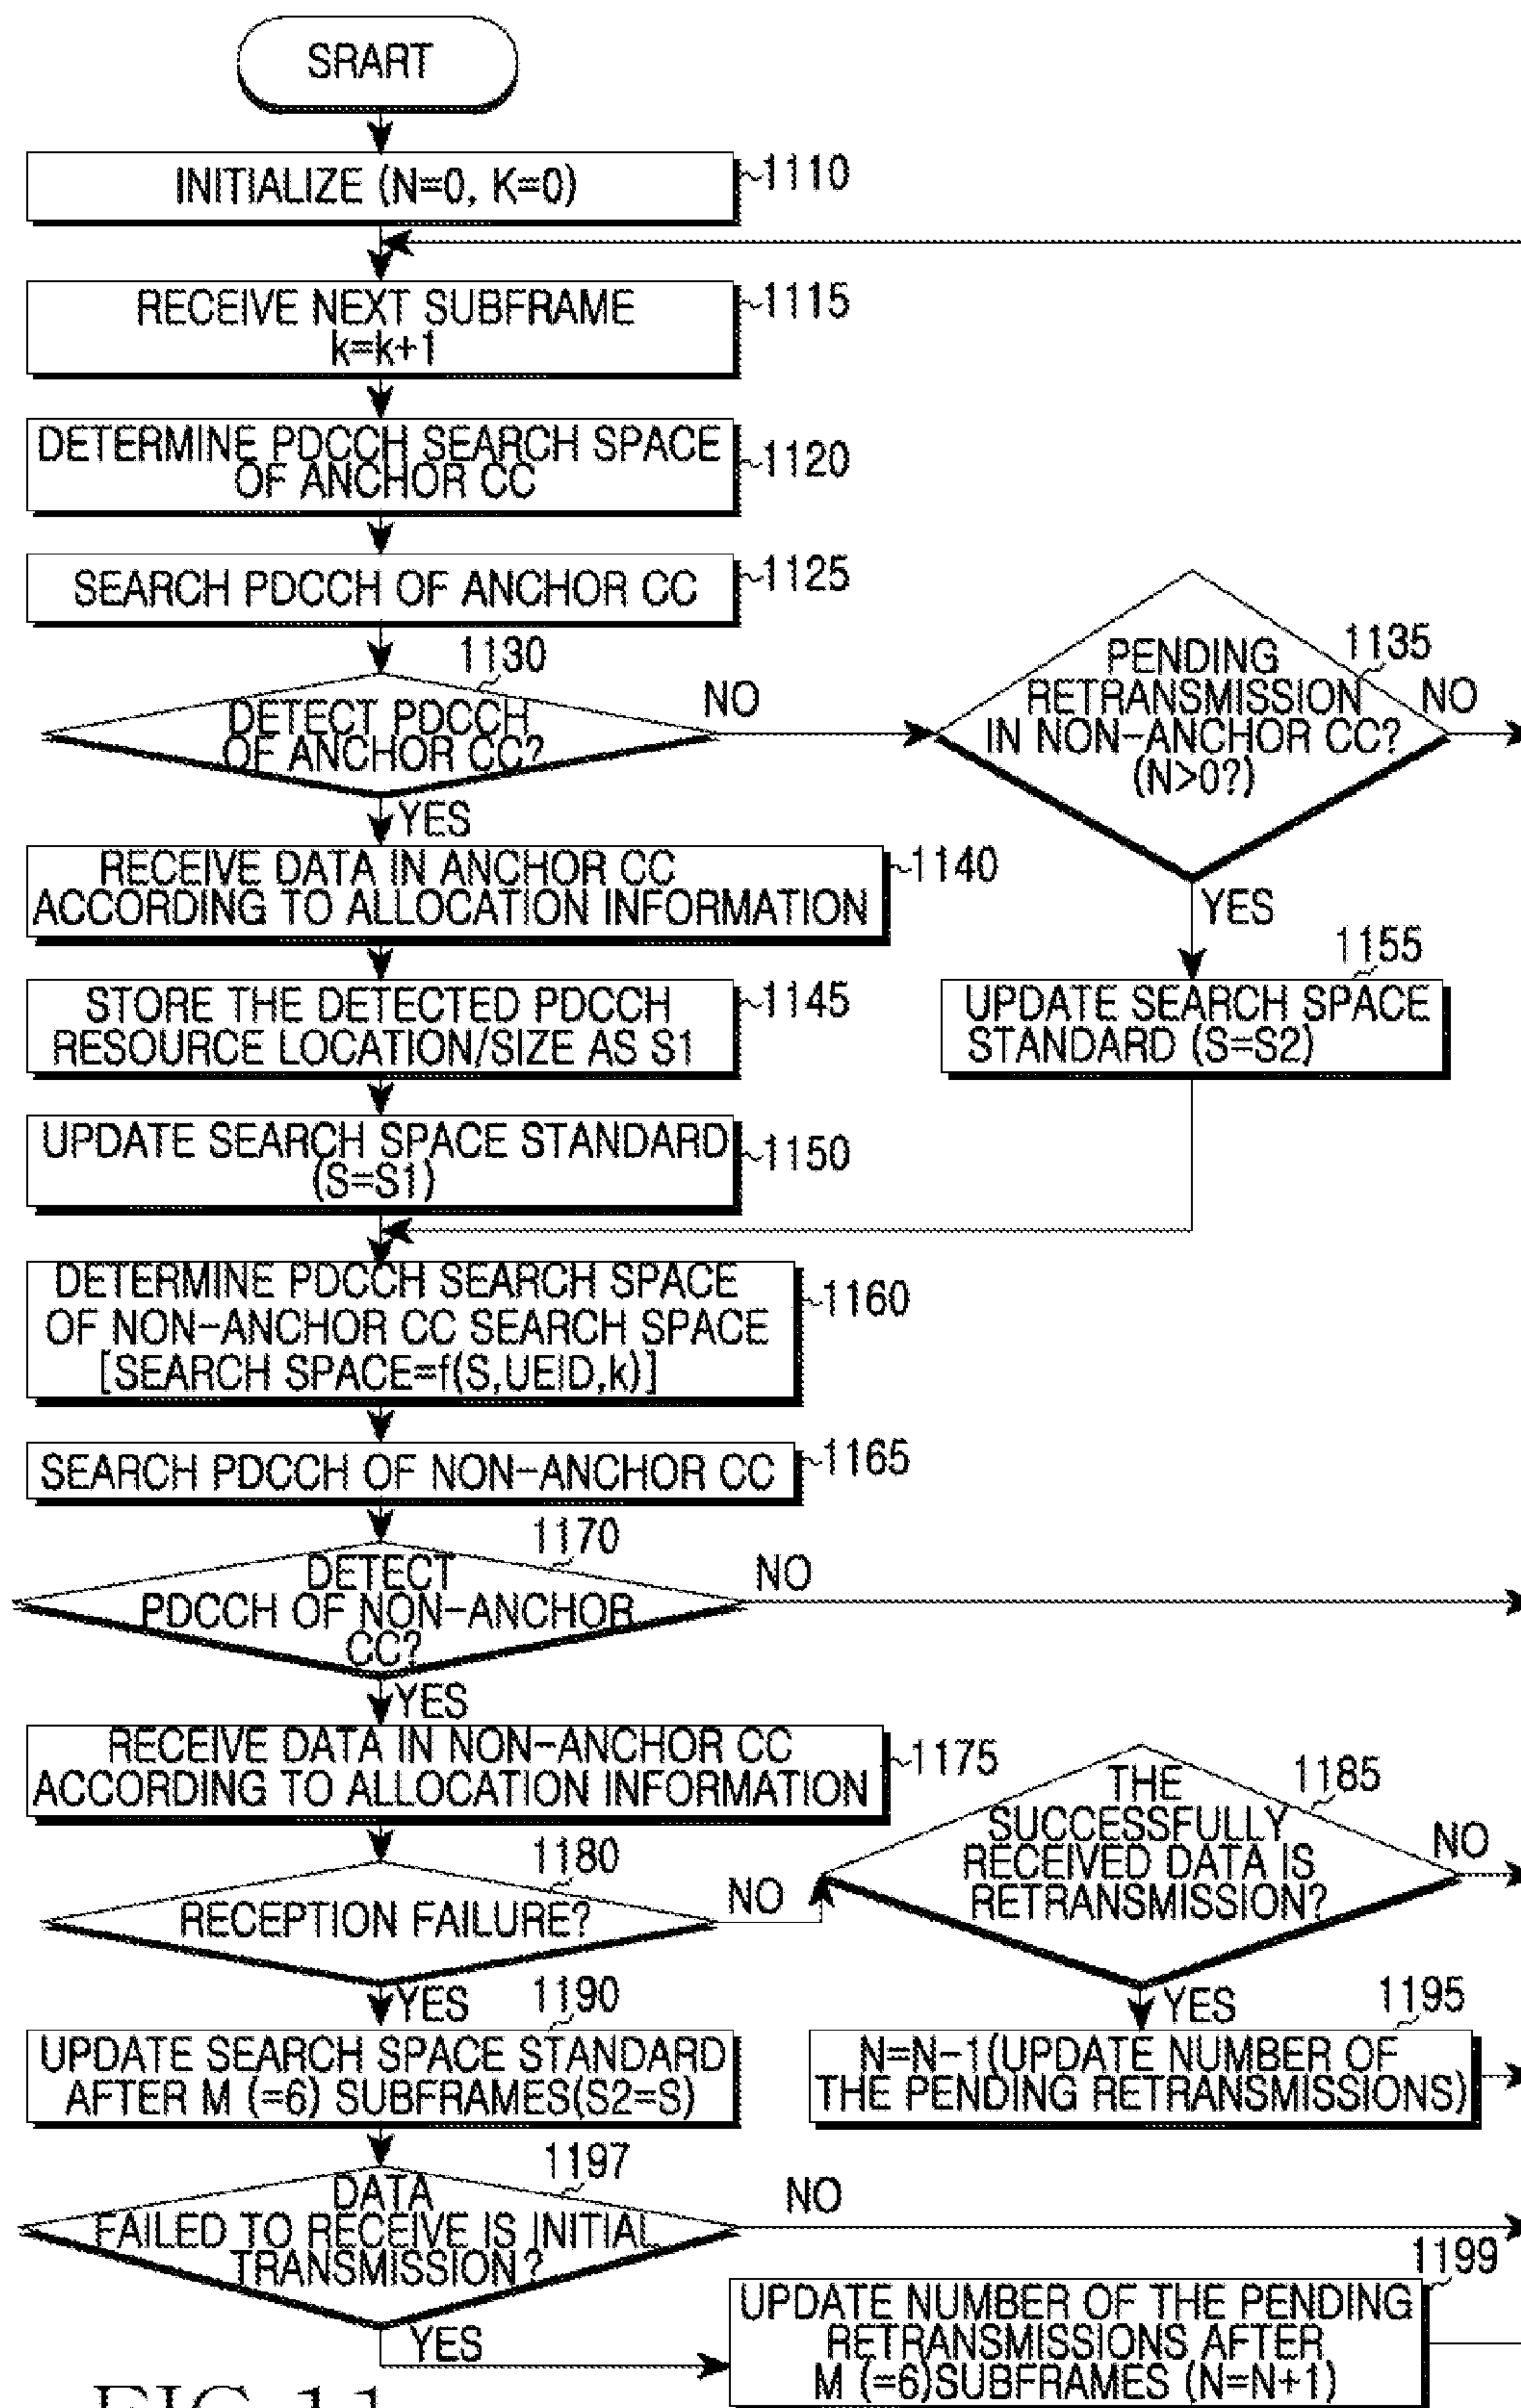 SRART
INITIALIZE (N=0, K=0)
1110
RECEIVE NEXT SUBFRAME
k=k+1
1115
DETERMINE PDCCH SEARCH SPACE
OF ANCHOR CC
1120
SEARCH PDCCH OF ANCHOR CC
1125
1130
DETECT PDCCH
OF ANCHOR CC?
NO
YES
1135
PENDING
RETRANSMISSION
IN NON-ANCHOR CC?
(N>0?)
NO
YES
RECEIVE DATA IN ANCHOR CC
ACCORDING TO ALLOCATION INFORMATION
1140
STORE THE DETECTED PDCCH
RESOURCE LOCATION/SIZE AS S1
1145
1155
UPDATE SEARCH SPACE
STANDARD (S=S2)
UPDATE SEARCH SPACE STANDARD
(S=S1)
1150
DETERMINE PDCCH SEARCH SPACE
OF NON-ANCHOR CC SEARCH SPACE
[SEARCH SPACE=f(S,UEID,k)]
1160
SEARCH PDCCH OF NON-ANCHOR CC
1165
1170
DETECT
PDCCH OF NON-ANCHOR
CC?
NO
YES
RECEIVE DATA IN NON-ANCHOR CC
ACCORDING TO ALLOCATION INFORMATION
1175
1180
RECEPTION FAILURE?
NO
YES
1185
THE
SUCCESSFULLY
RECEIVED DATA IS
RETRANSMISSION?
NO
YES
1190
UPDATE SEARCH SPACE STANDARD
AFTER M (=6) SUBFRAMES(S2=S)
1195
N=N-1(UPDATE NUMBER OF
THE PENDING RETRANSMISSIONS)
1197
DATA
FAILED TO RECEIVE IS INITIAL
TRANSMISSION?
NO
YES
1199
UPDATE NUMBER OF THE PENDING
RETRANSMISSIONS AFTER
M (=6)SUBFRAMES (N=N+1)
FIG. 11